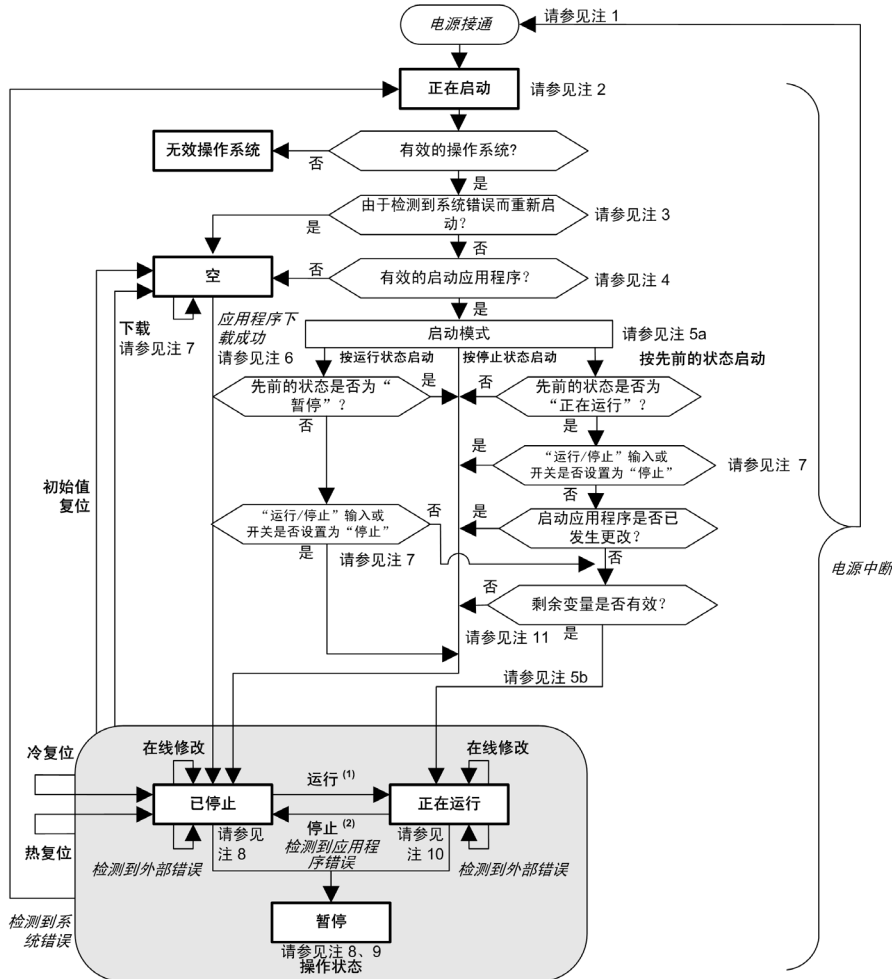 电源接通
请参见注 1
正在启动
请参见注 2
无效操作系统
否
有效的操作系统?
是
由于检测到系统错误而重新启
动?
请参见注 3
是
否
空
否
有效的启动应用程序?
请参见注 4
是
下载
请参见注 7
应用程序下
载成功
请参见注 6
启动模式
请参见注 5a
按运行状态启动
按停止状态启动
按先前的状态启动
先前的状态是否为“
暂停”?
是
否
否
先前的状态是否为
“正在运行”?
是
“运行/停止”输入或
开关是否设置为“停止”
是
请参见注 7
否
初始值
复位
“运行/停止”输入或
开关是否设置为“停止”
否
是
请参见注 7
是
启动应用程序是否已
发生更改?
否
电源中断
否
剩余变量是否有效?
请参见注 11
是
请参见注 5b
冷复位
在线修改
在线修改
运行 (1)
已停止
正在运行
停止 (2)
热复位
请参见
注 8
检测到应用程
序错误
请参见
注 10
检测到外部错误
检测到外部错误
暂停
检测到系
统错误
请参见注 8、9
操作状态